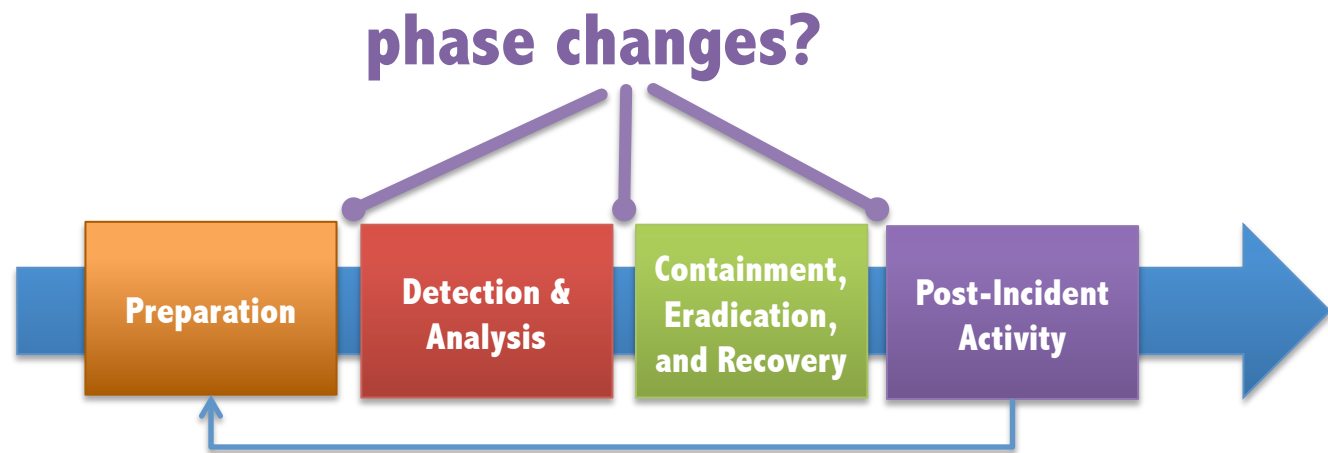 phase changes?
Preparation
Detection &
Analysis
Containment,
Eradication,
and Recovery
Post-Incident
Activity